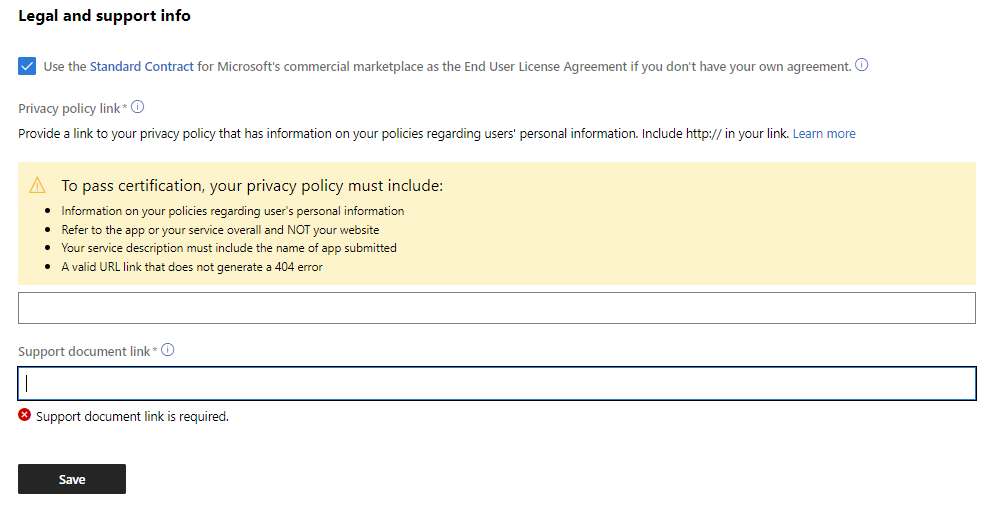 Legal and support info
Use the Standard Contract for Microsoft's commercial marketplace as the End User License Agreement if you don't have your own agreement.
Privacy policy link*
Provide a link to your privacy policy that has information on your policies regarding users' personal information. Include http:// in your link. Learn more
To pass certification, your privacy policy must include:
• Information on your policies regarding user's personal information
• Refer to the app or your service overall and NOT your website
• Your service description must include the name of app submitted
• A valid URL link that does not generate a 404 error
Support document link*
Support document link is required.
Save